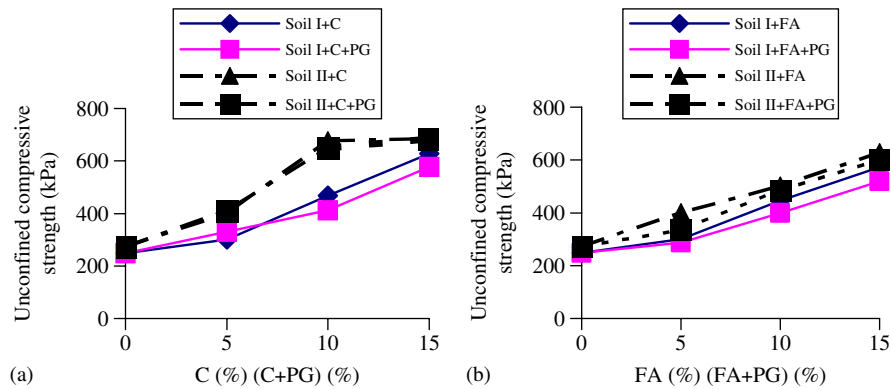 Soil I+C
Soil I+C+PG
Soil II+C
Soil II+C+PG
800
600
400
200
0
0 5 10 15
Unconfined compressive
strength (kPa)
(a)
C (%) (C+PG) (%)
Soil I+FA
Soil I+FA+PG
Soil II+FA
Soil II+FA+PG
800
600
400
200
0
0 5 10 15
Unconfined compressive
strength (kPa)
(b)
FA (%) (FA+PG) (%)